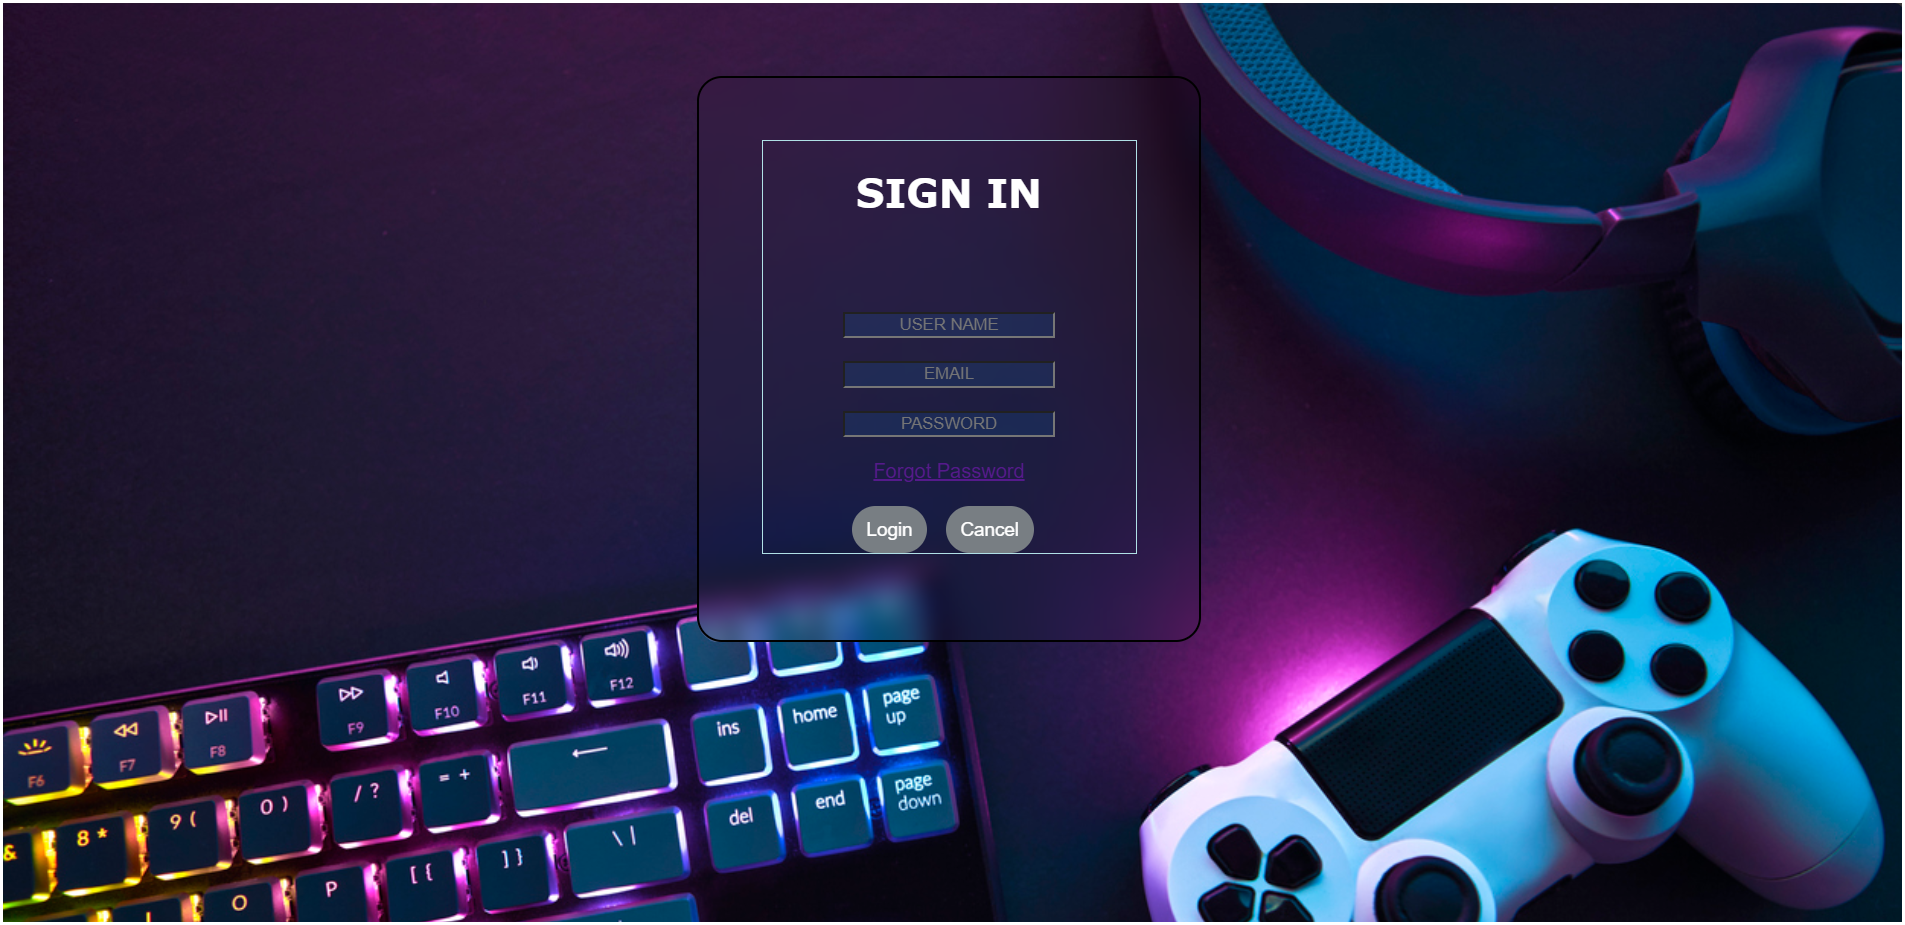 SIGN IN
USER NAME
EMAIL
PASSWORD
Forgot Password
Login Cancel
F6 F7 F8 F9 F10 F11 F12
& 8 * 9 ( 0 ) / ? = + ← ins home page up
O P [ { ] } \ | del end page down